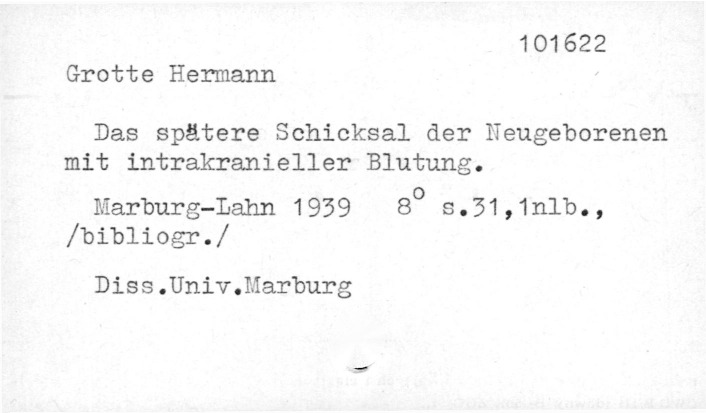 101622
Grotte Hermann
Das spätere Schicksal der Neugeborenen
mit intrakranieller Blutung.
Marburg-Lahn 1939 8° s.31,1nlb.,
/bibliogr./
Diss.Univ.Marburg